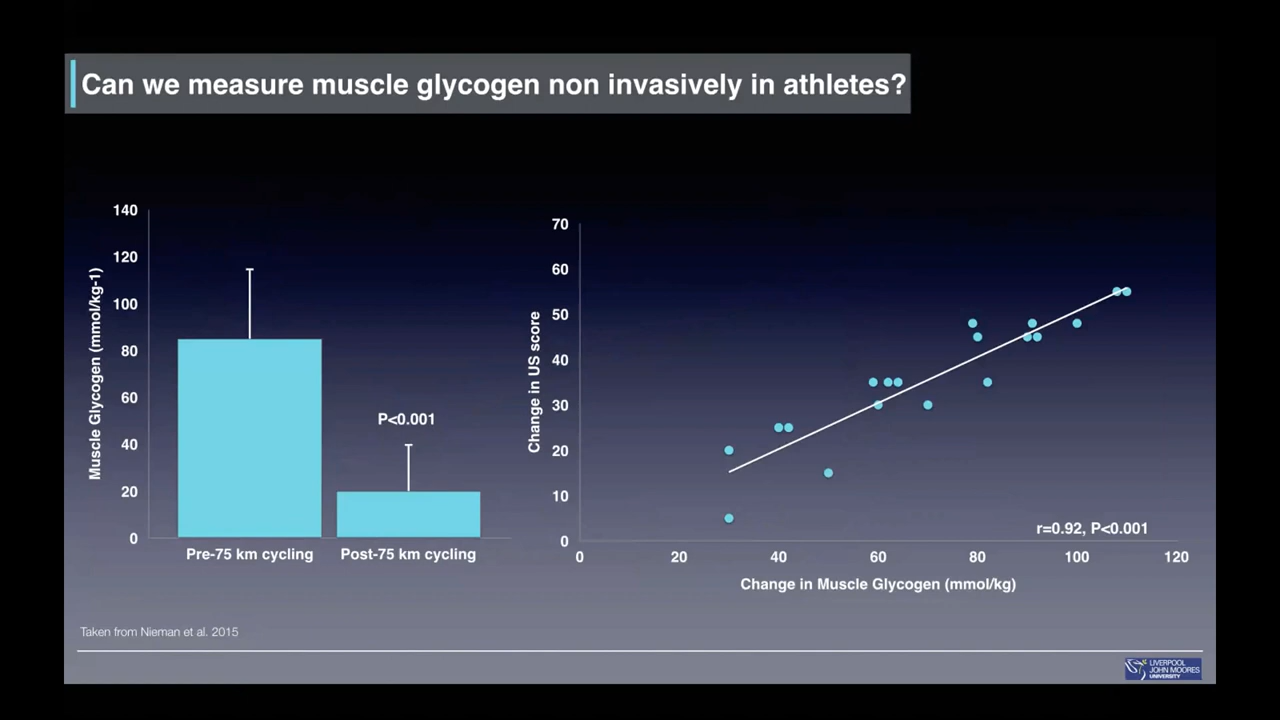 Can we measure muscle glycogen non invasively in athletes?
Muscle Glycogen (mmol/kg-1)
140
120
100
80
60
40
20
0
P<0.001
Pre-75 km cycling
Post-75 km cycling
Change in US score
70
60
50
40
30
20
10
0
r=0.92, P<0.001
0 20 40 60 80 100 120
Change in Muscle Glycogen (mmol/kg)
Taken from Nieman et al. 2015
LIVERPOOL
JOHN MOORES
UNIVERSITY